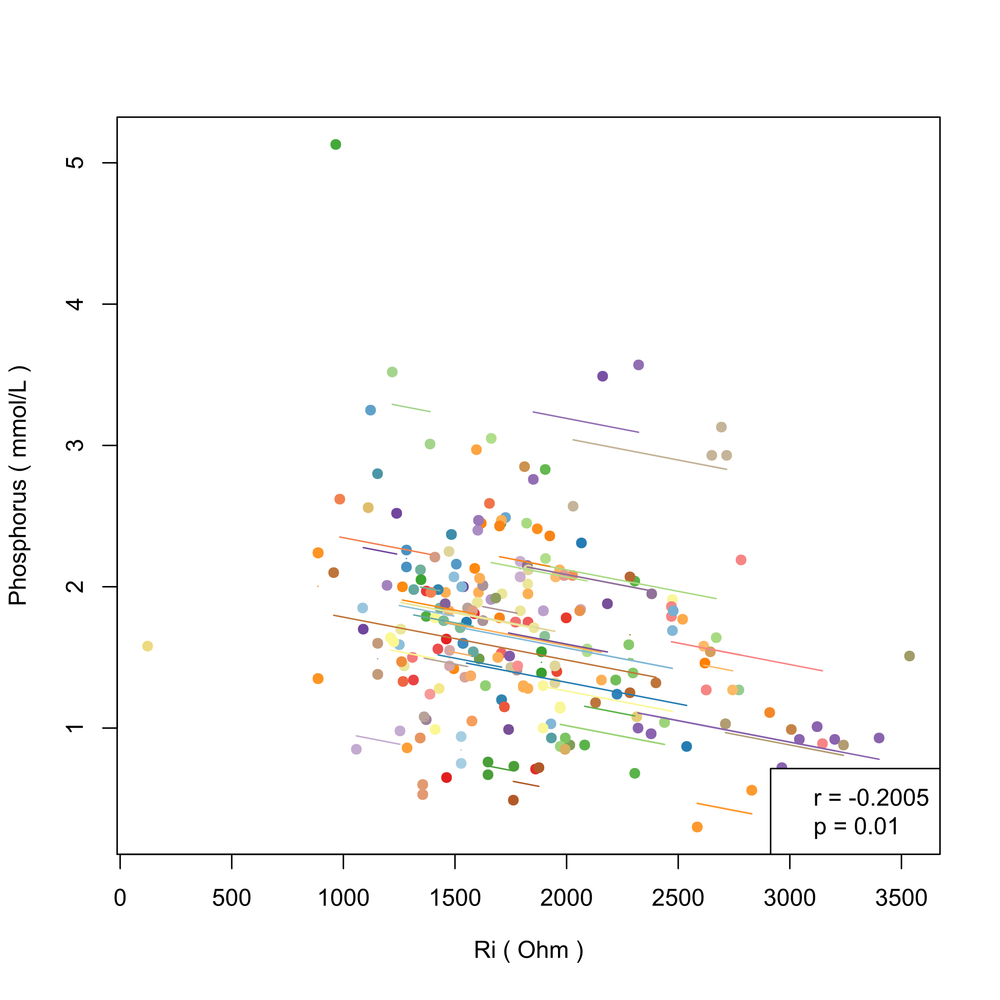 5
4
3
2
1
Phosphorus ( mmol/L )
r = -0.2005
p = 0.01
0 500 1000 1500 2000 2500 3000 3500
Ri ( Ohm )